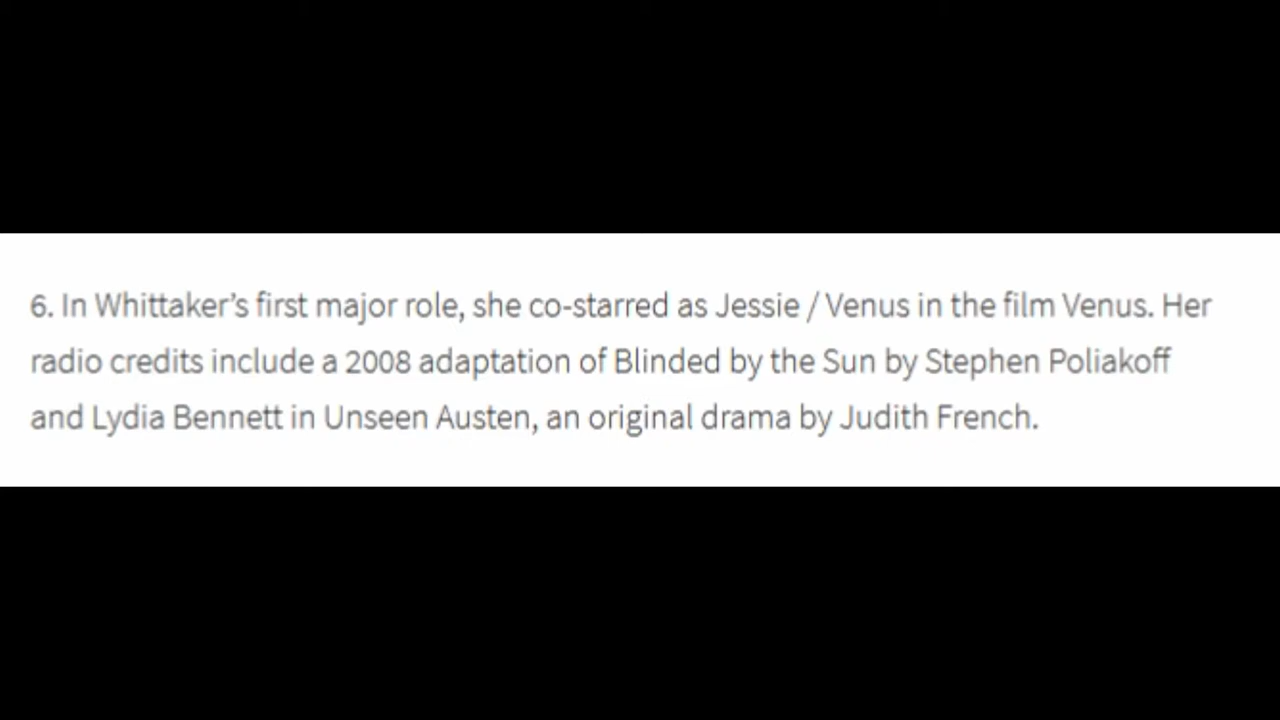 6. In Whittaker’s first major role, she co-starred as Jessie / Venus in the film Venus. Her
radio credits include a 2008 adaptation of Blinded by the Sun by Stephen Poliakoff
and Lydia Bennett in Unseen Austen, an original drama by Judith French.